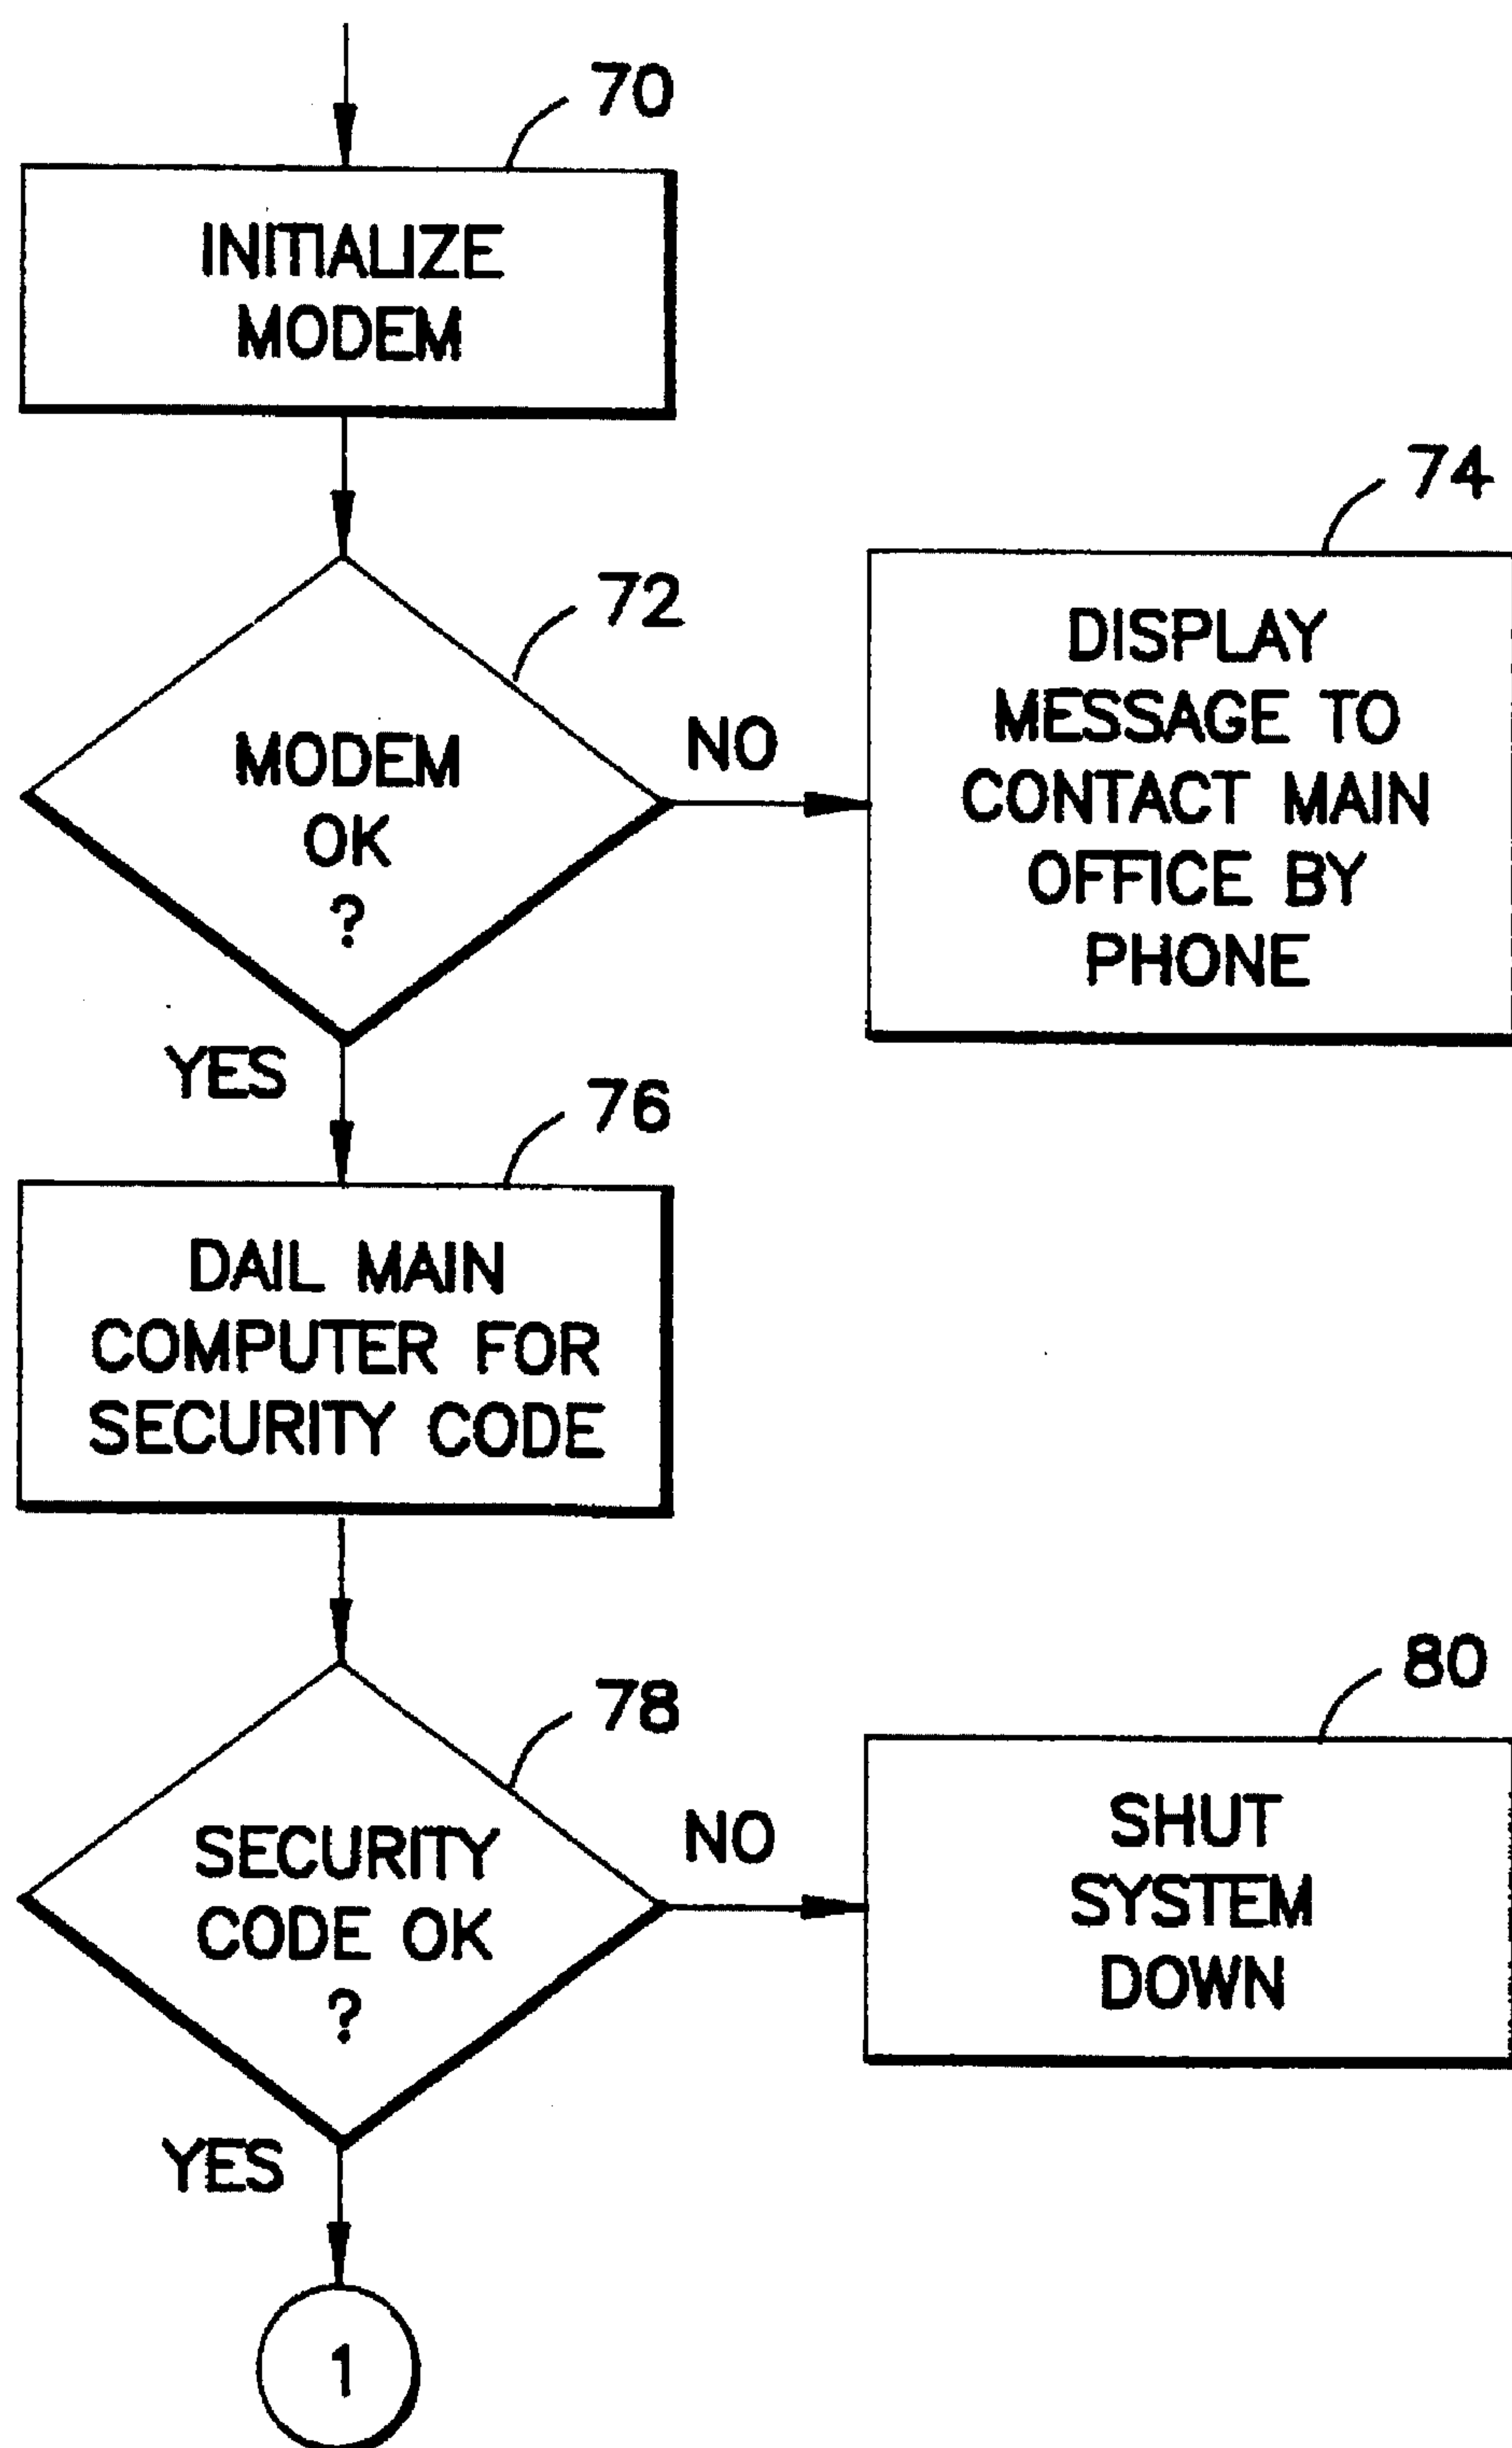 70
INITIALIZE
MODEM
72
MODEM
OK
?
NO
74
DISPLAY
MESSAGE TO
CONTACT MAIN
OFFICE BY
PHONE
YES
76
DAIL MAIN
COMPUTER FOR
SECURITY CODE
78
SECURITY
CODE OK
?
NO
80
SHUT
SYSTEM
DOWN
YES
1